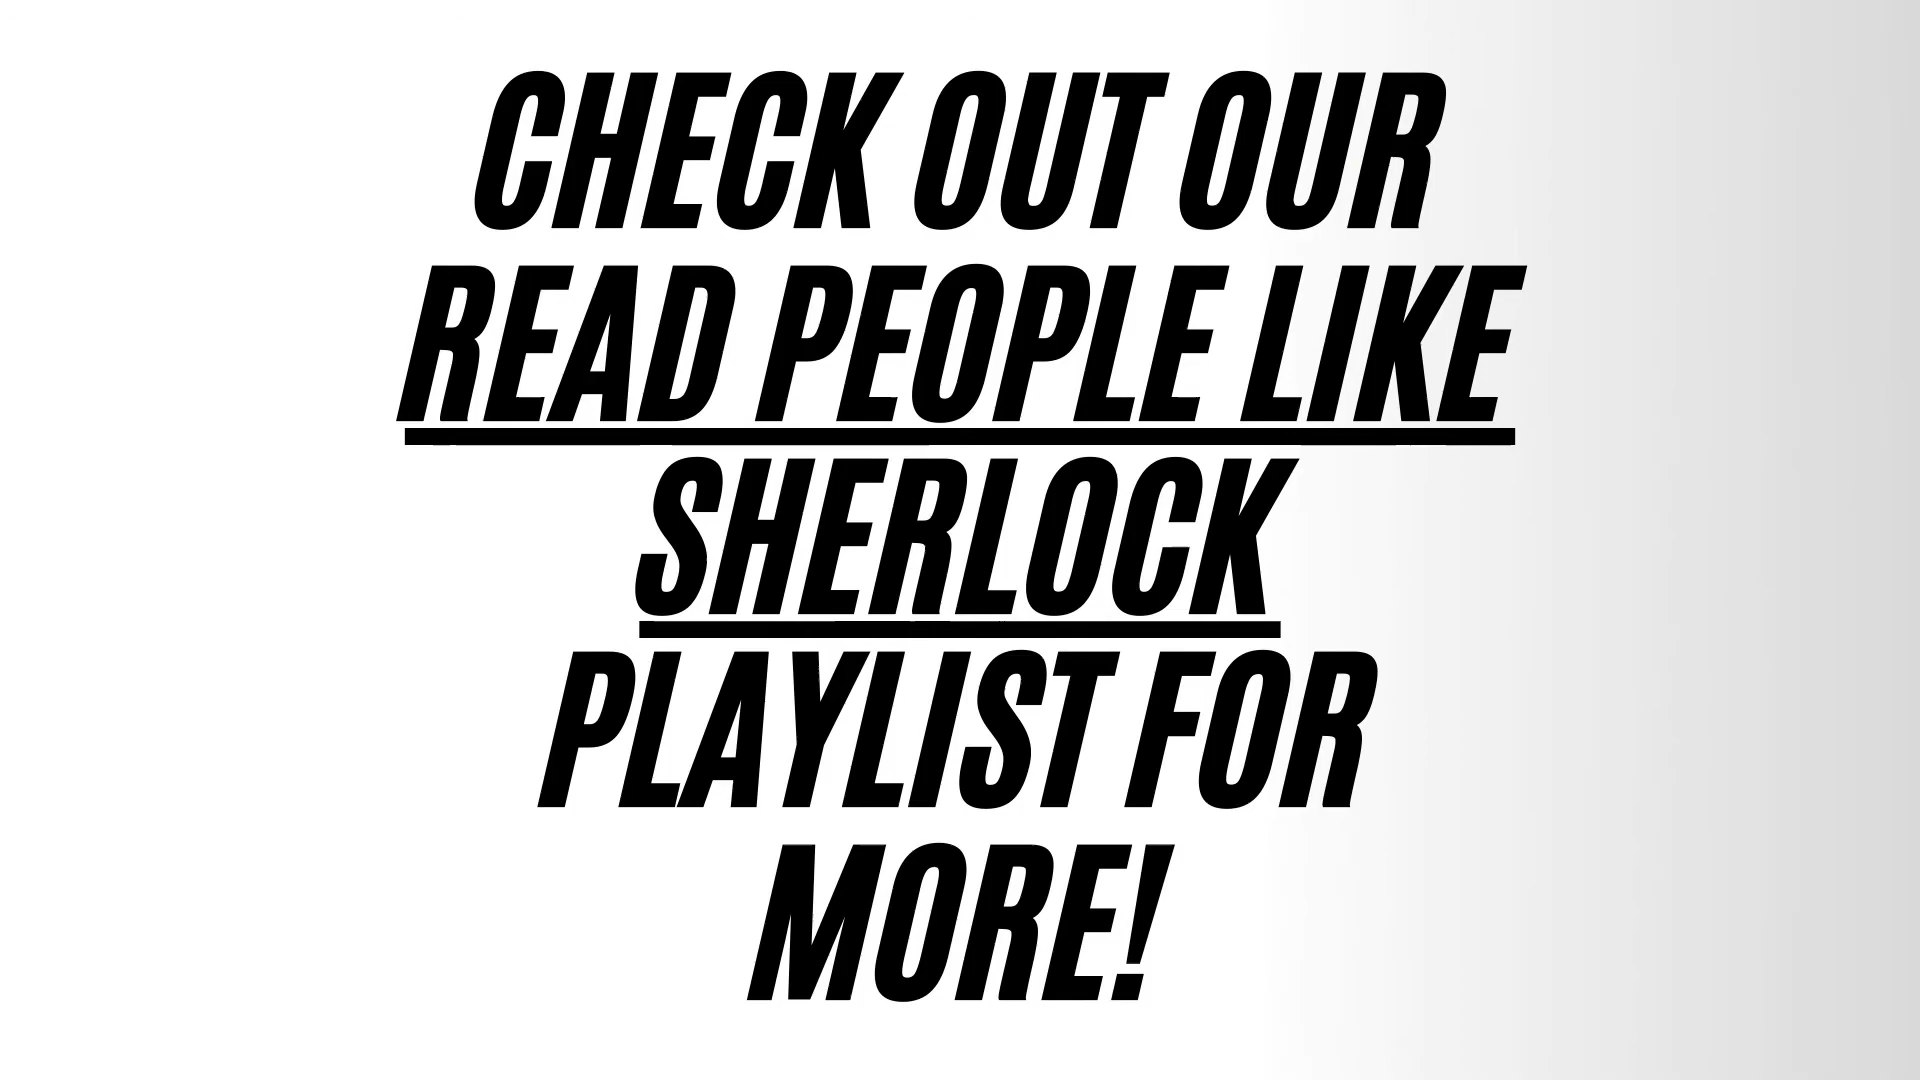 CHECK OUT OUR
READ PEOPLE LIKE
SHERLOCK
PLAYLIST FOR
MORE!